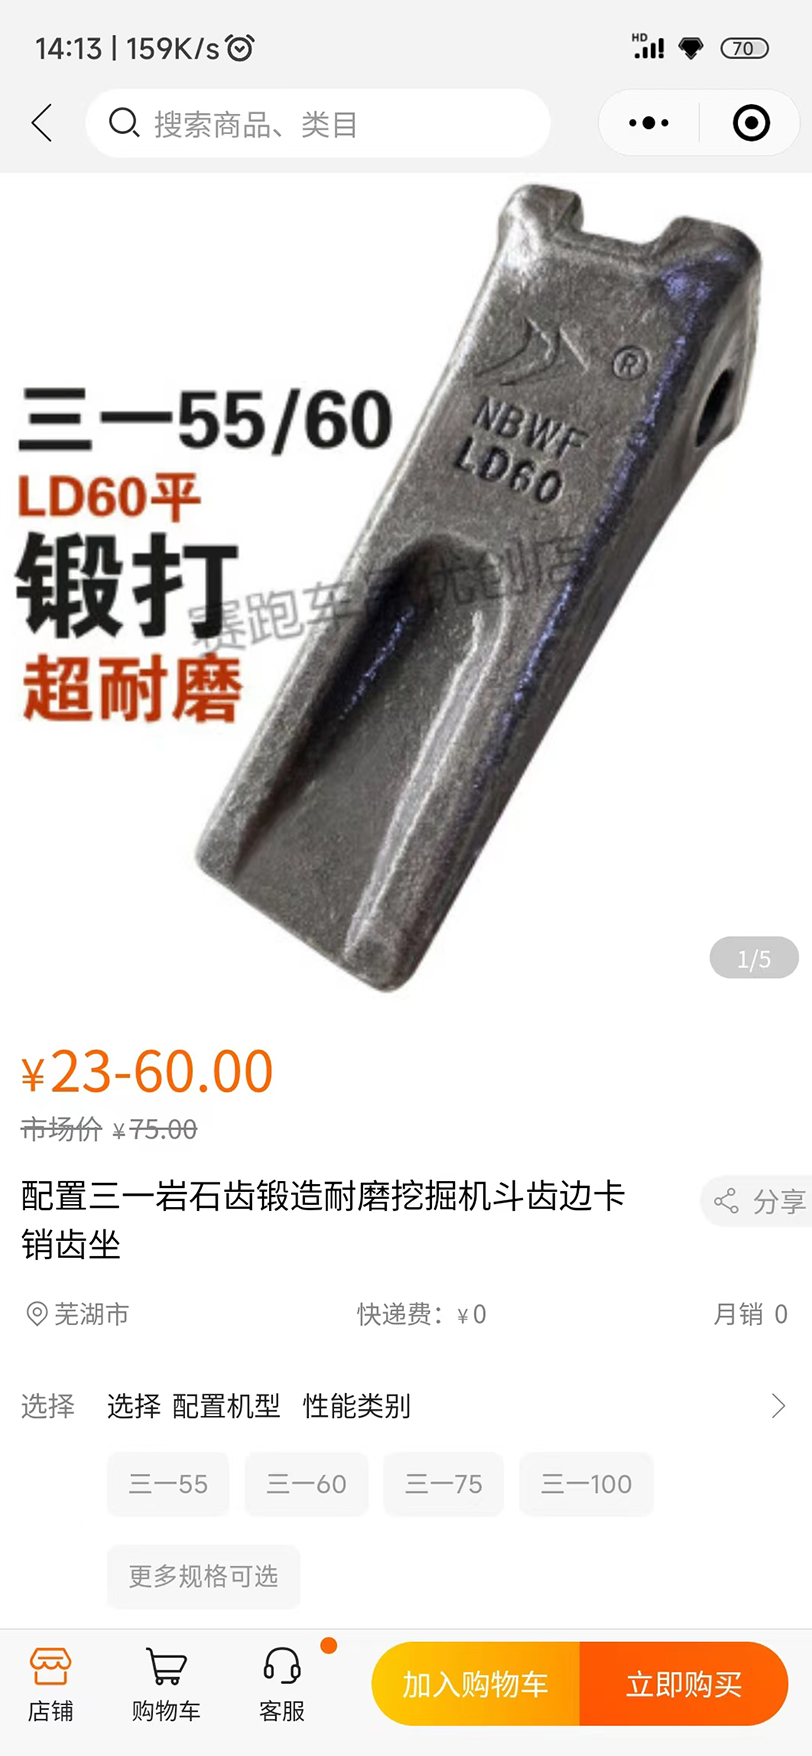 14:13 | 159K/s
HD
70
搜索商品、类目
®
NBWF
LD60
三一55/60
LD60平
锻打
超耐磨
1/5
¥23-60.00
市场价 ¥75.00
配置三一岩石齿锻造耐磨挖掘机斗齿边卡
销齿坐
分享
芜湖市
快递费：¥0
月销 0
选择
选择 配置机型 性能类别
三一55
三一60
三一75
三一100
更多规格可选
店铺
购物车
客服
加入购物车
立即购买